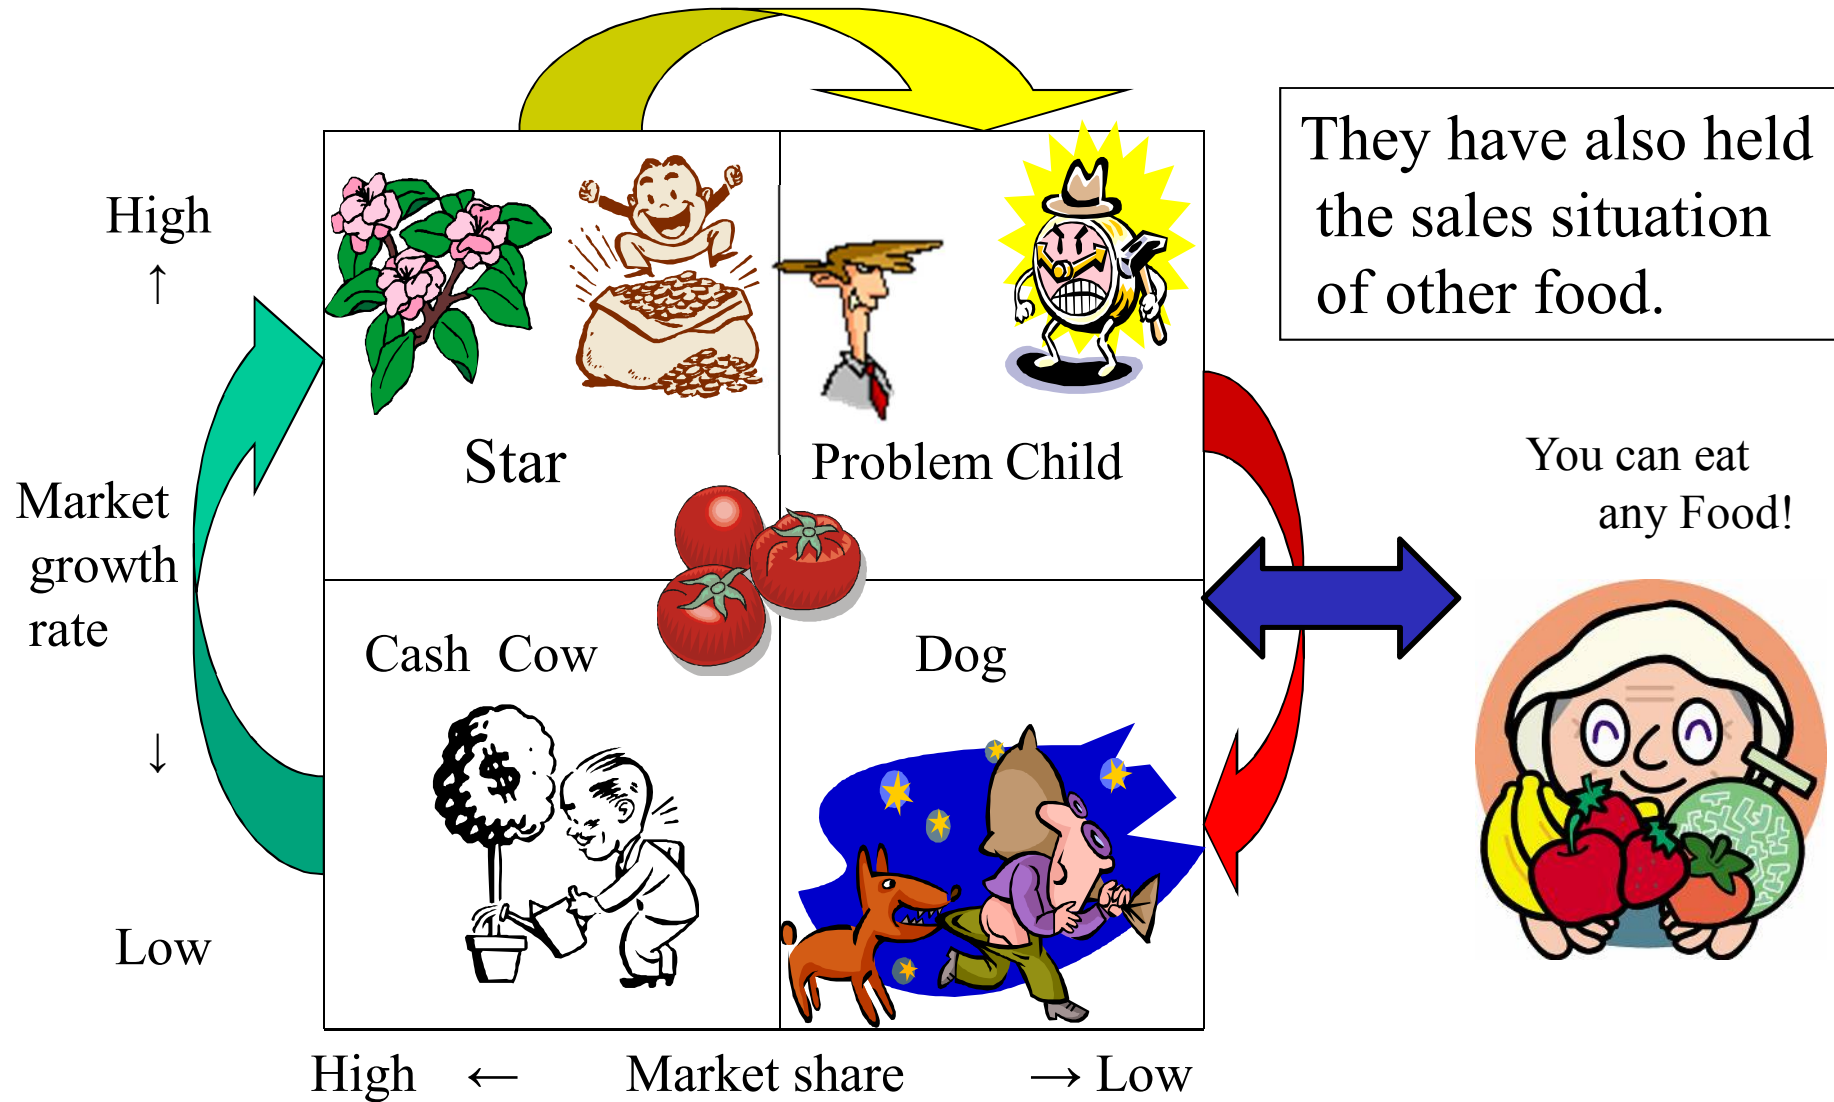 They have also held
the sales situation
of other food.
High
↑
Star
Problem Child
You can eat
any Food!
Market
growth
rate
Cash Cow
Dog
$
↓
Low
High ← Market share → Low